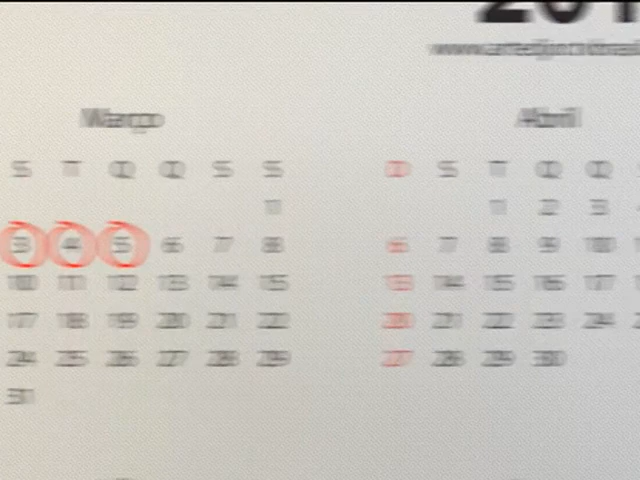 201
Março
Abril
S T Q Q S S
D S T Q Q
1
1 2 3
3 4 5 6 7 8
6 7 8 9 10
10 11 12 13 14 15
13 14 15 16 17
17 18 19 20 21 22
20 21 22 23 24
24 25 26 27 28 29
27 28 29 30
31